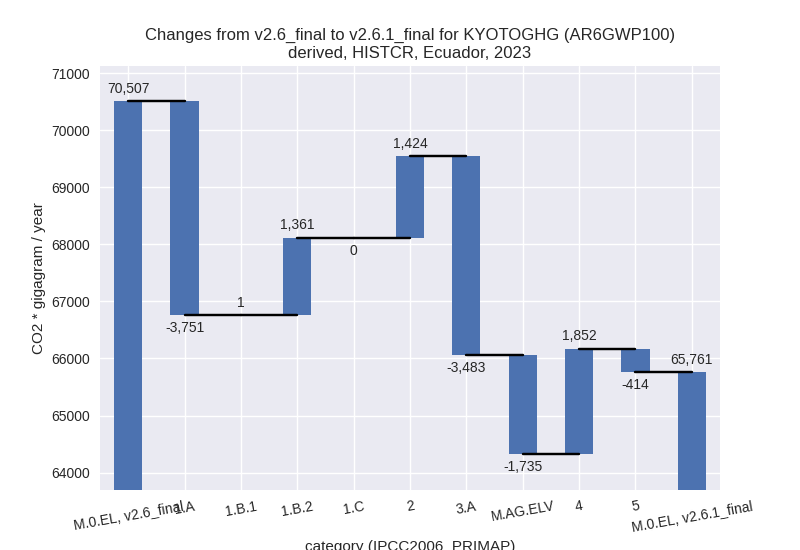 Changes from v2.6_final to v2.6.1_final for KYOTOGHG (AR6GWP100)
derived, HISTCR, Ecuador, 2023
CO2 * gigagram / year
71000
70000
69000
68000
67000
66000
65000
64000
70,507
-3,751
1
1,361
0
1,424
-3,483
-1,735
1,852
-414
65,761
M.0.EL, v2.6_final
1.A
1.B.1
1.B.2
1.C
2
3.A
M.AG.ELV
4
5
M.0.EL, v2.6.1_final
category (IPCC2006_PRIMAP)